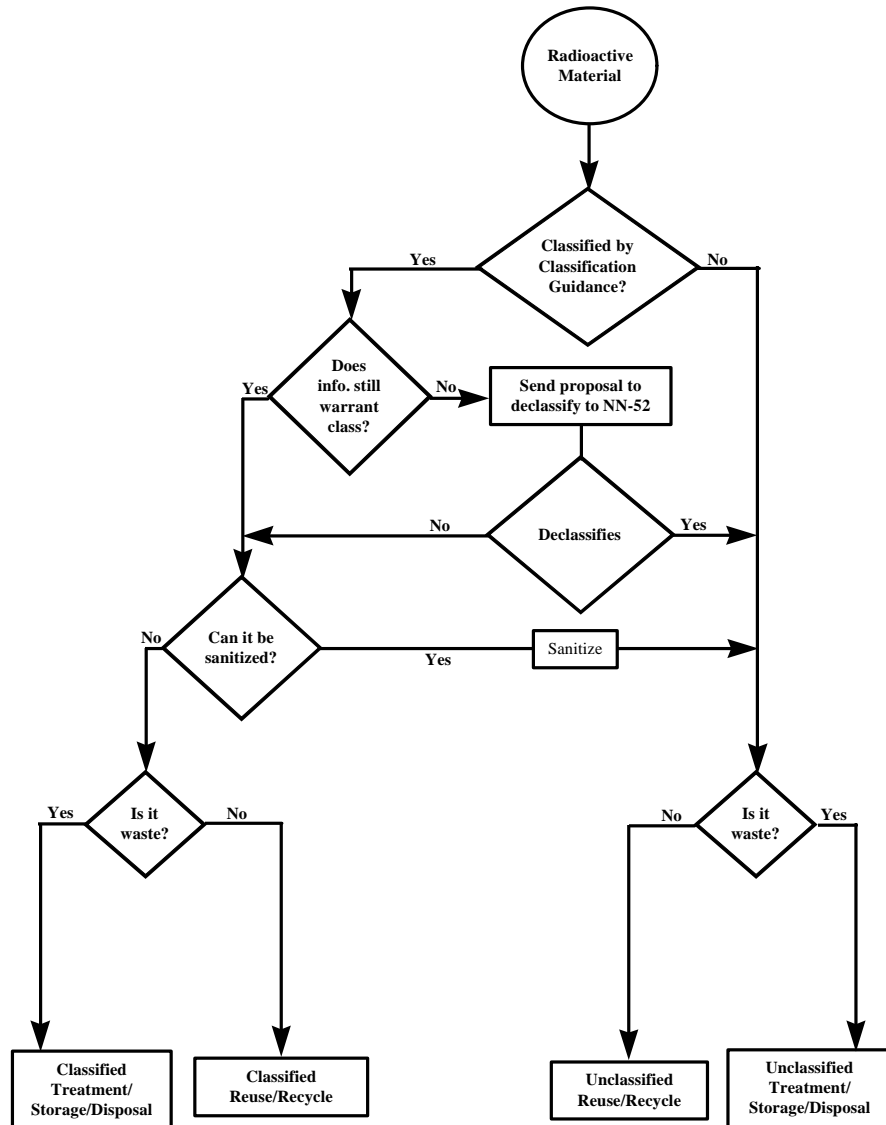 Radioactive
Material
Classified by
Classification
Guidance?
Yes
No
Does
info. still
warrant
class?
Yes
No
Send proposal to
declassify to NN-52
Declassifies
No
Yes
Can it be
sanitized?
No
Yes
Sanitize
Is it
waste?
Yes
No
Is it
waste?
No
Yes
Classified
Treatment/
Storage/Disposal
Classified
Reuse/Recycle
Unclassified
Reuse/Recycle
Unclassified
Treatment/
Storage/Disposal